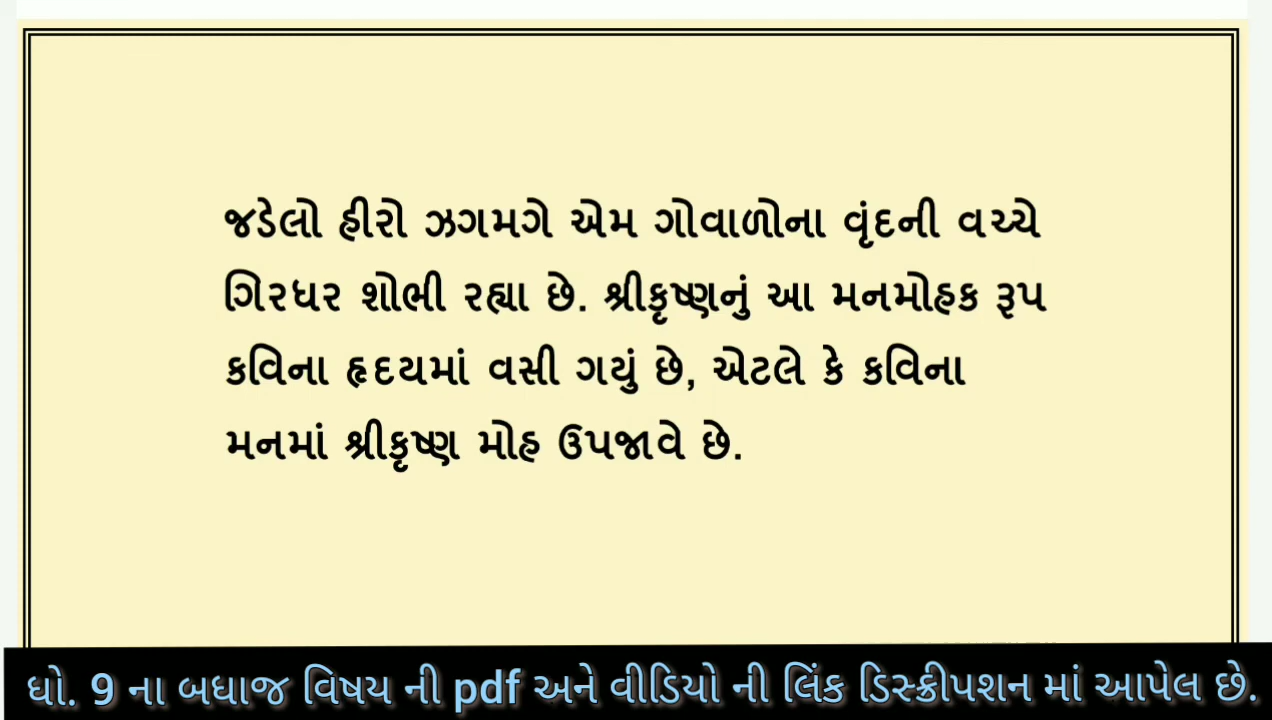 જડેલો હીરો ઝગમગે એમ ગોવાળોના વૃંદની વચ્ચે
ગિરધર શોભી રહ્યા છે. શ્રીકૃષ્ણનું આ મનમોહક રૂપ
કવિના હૃદયમાં વસી ગયું છે, એટલે કે કવિના
મનમાં શ્રીકૃષ્ણ મોહ ઉપજાવે છે.
ધો. 9 ના બધાજ વિષય ની pdf અને વીડિયો ની લિંક ડિસ્ક્રીપશન માં આપેલ છે.